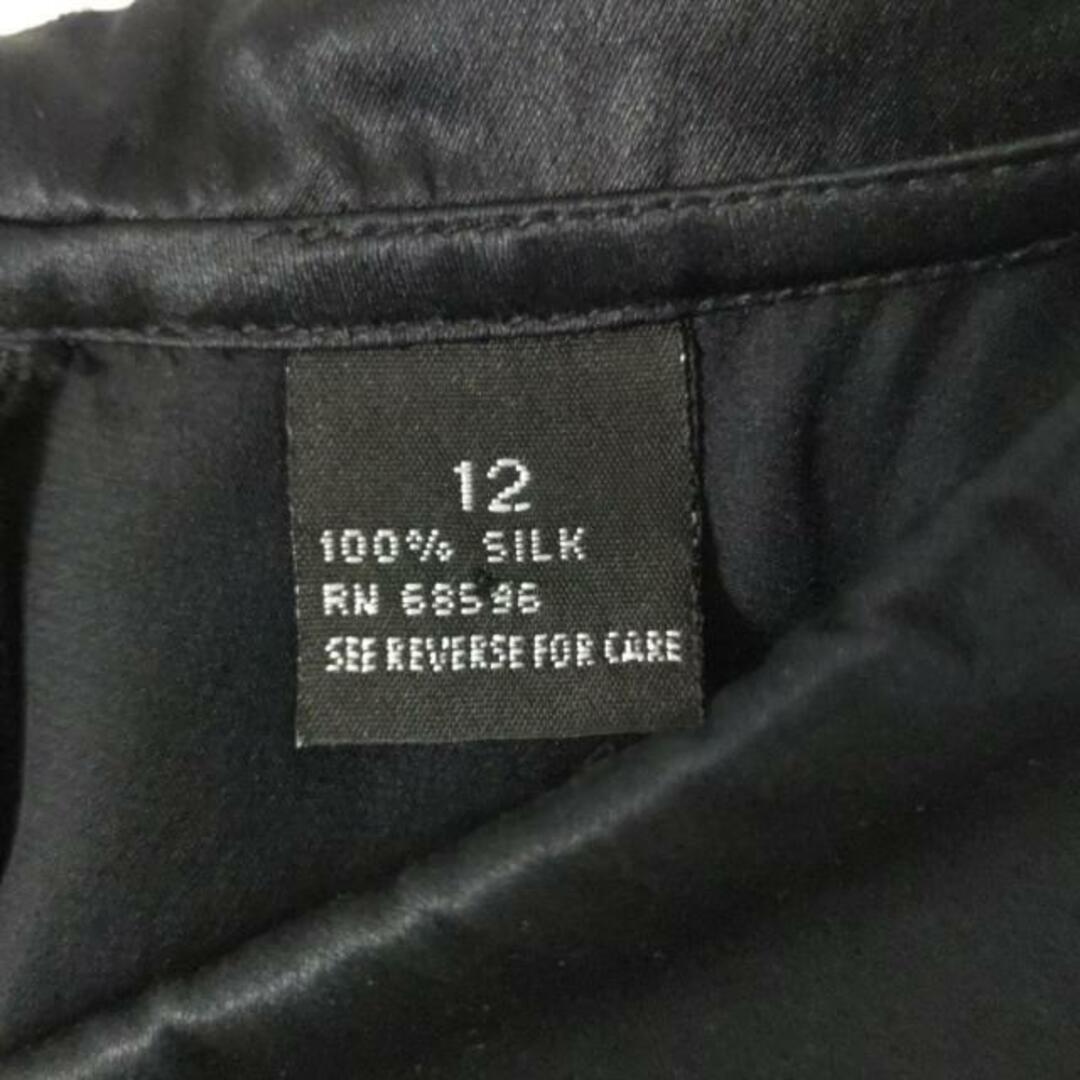 12
100% SILK
RN 68596
SEE REVERSE FOR CARE